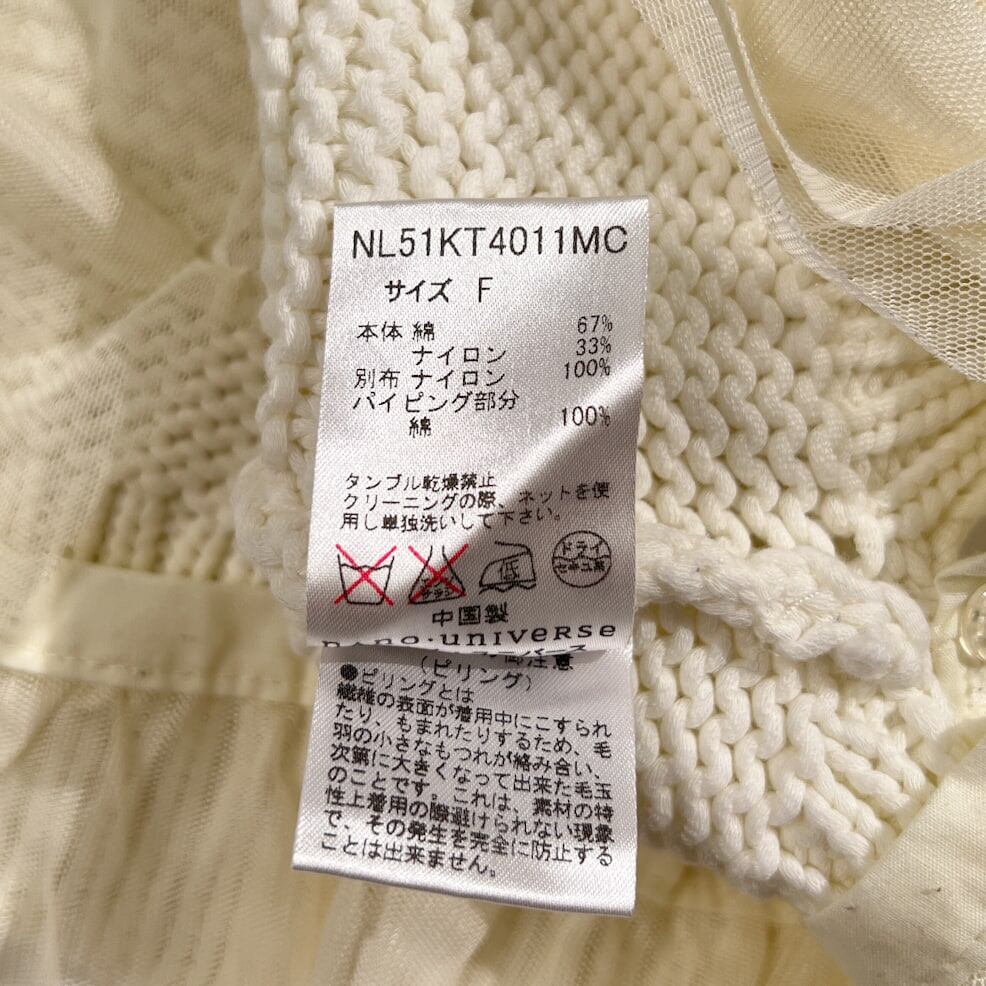 NL51KT4011MC
サイズ F
本体 綿 67%
ナイロン 33%
別布 ナイロン 100%
パイピング部分
綿 100%
タンブル乾燥禁止
クリーニングの際、ネットを使
用し単独洗いして下さい。
低 ドライ
セキユ系
中国製
nano・universe
注意
(ピリング)
●ピリングとは
繊維の表面が着用中にこすられ
たり、もまれたりするため、毛
羽の小さなもつれが絡み合い、
次第に大きくなって出来た毛玉
のことです。これは、素材の特
性上着用の際避けられない現象
で、その発生を完全に防止する
ことは出来ません。